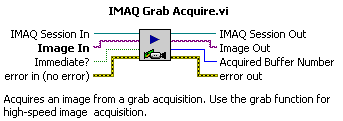 IMAQ Grab Acquire.vi
IMAQ Session In
Image In
Immediate?
error in (no error)
IMAQ Session Out
Image Out
Acquired Buffer Number
error out
Acquires an image from a grab acquisition. Use the grab function for
high-speed image  acquisition.